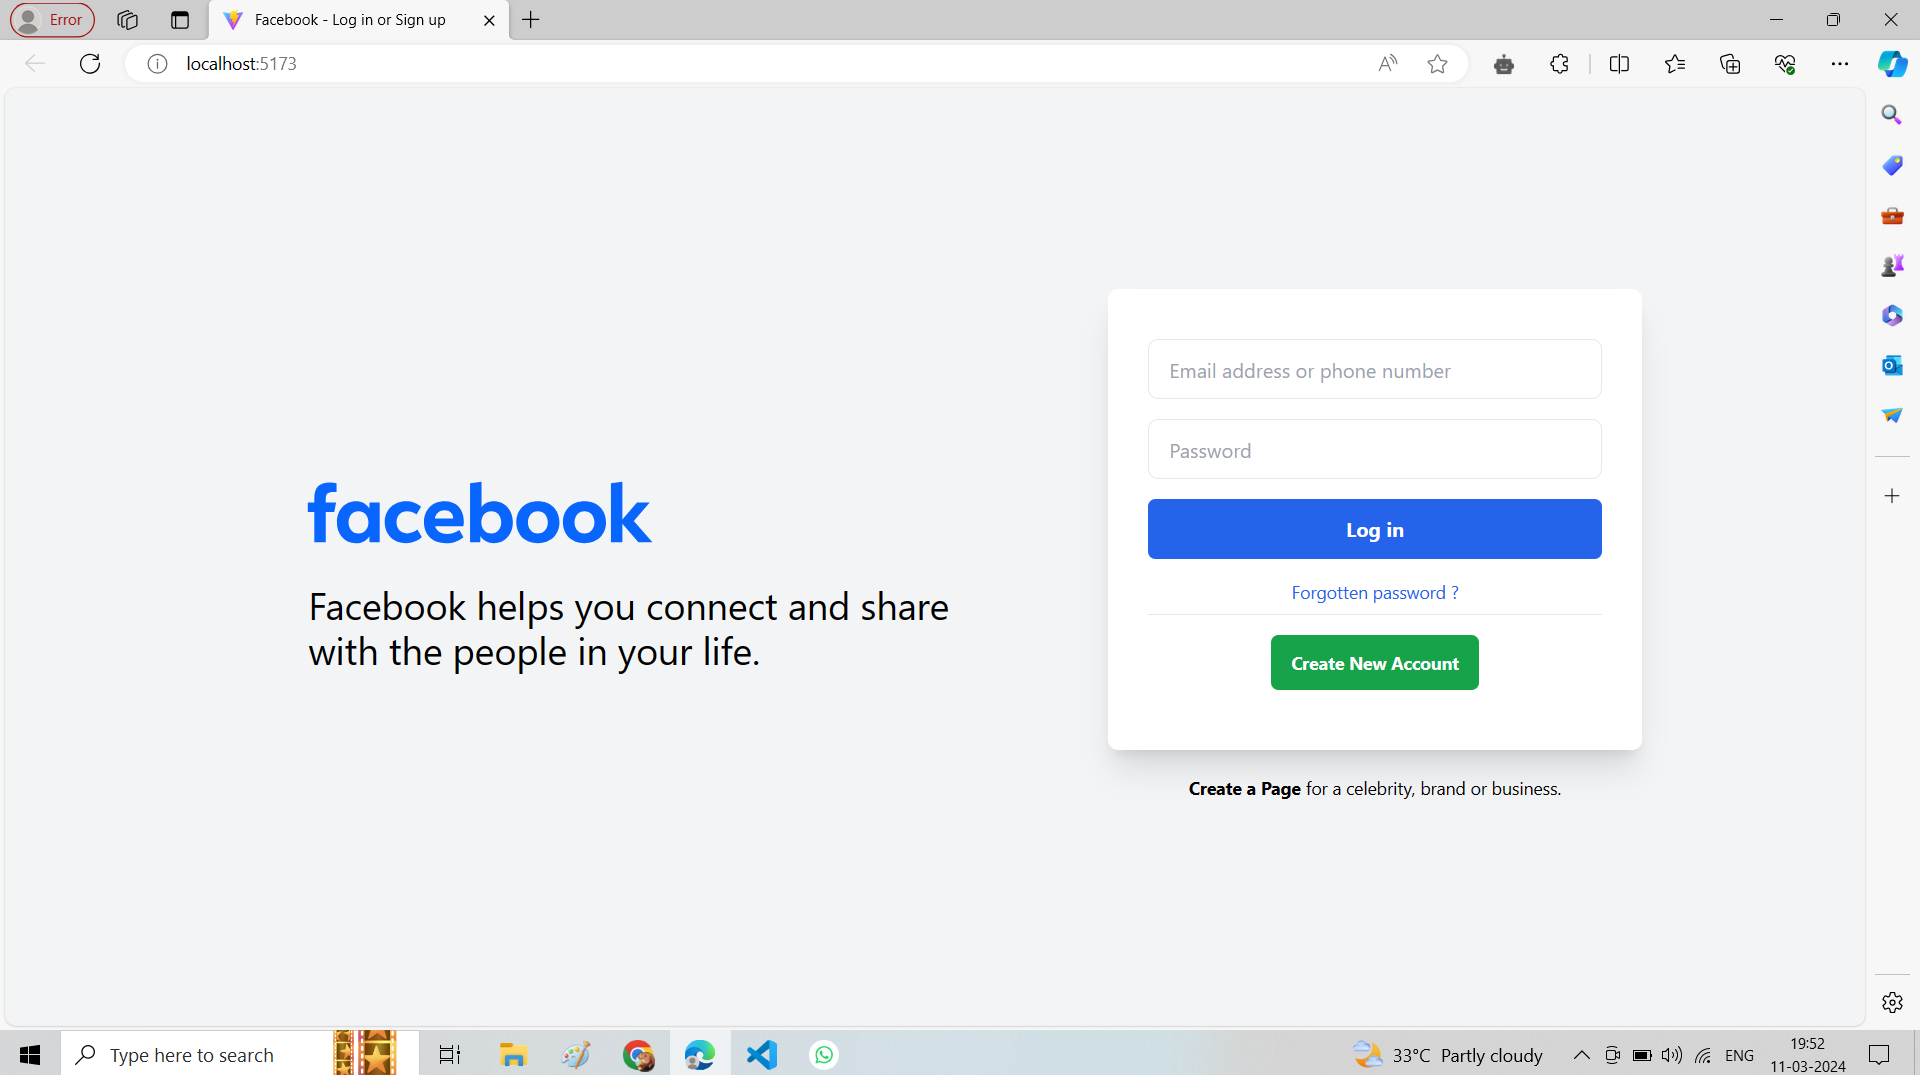 Error
Facebook - Log in or Sign up
localhost:5173
facebook
Facebook helps you connect and share
with the people in your life.
Email address or phone number
Password
Log in
Forgotten password ?
Create New Account
Create a Page for a celebrity, brand or business.
Type here to search
33°C Partly cloudy
ENG
19:52
11-03-2024